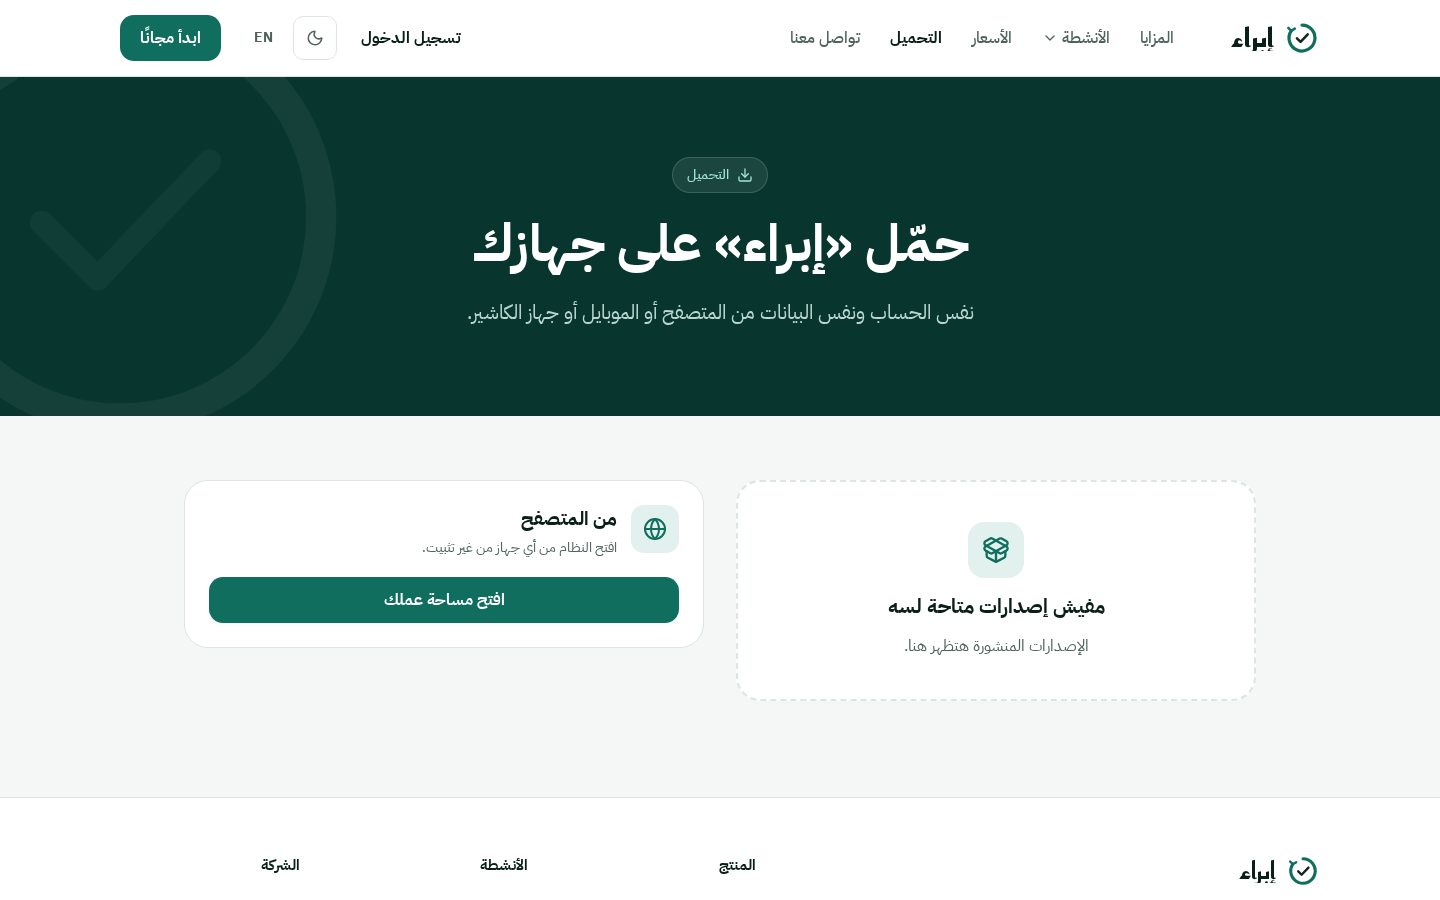 إبراء
المزايا
الأنشطة
الأسعار
التحميل
تواصل معنا
تسجيل الدخول
EN
ابدأ مجانًا
التحميل
حمّل «إبراء» على جهازك
نفس الحساب ونفس البيانات من المتصفح أو الموبايل أو جهاز الكاشير.
مفيش إصدارات متاحة لسه
الإصدارات المنشورة هتظهر هنا.
من المتصفح
افتح النظام من أي جهاز من غير تثبيت.
افتح مساحة عملك
إبراء
المنتج
الأنشطة
الشركة